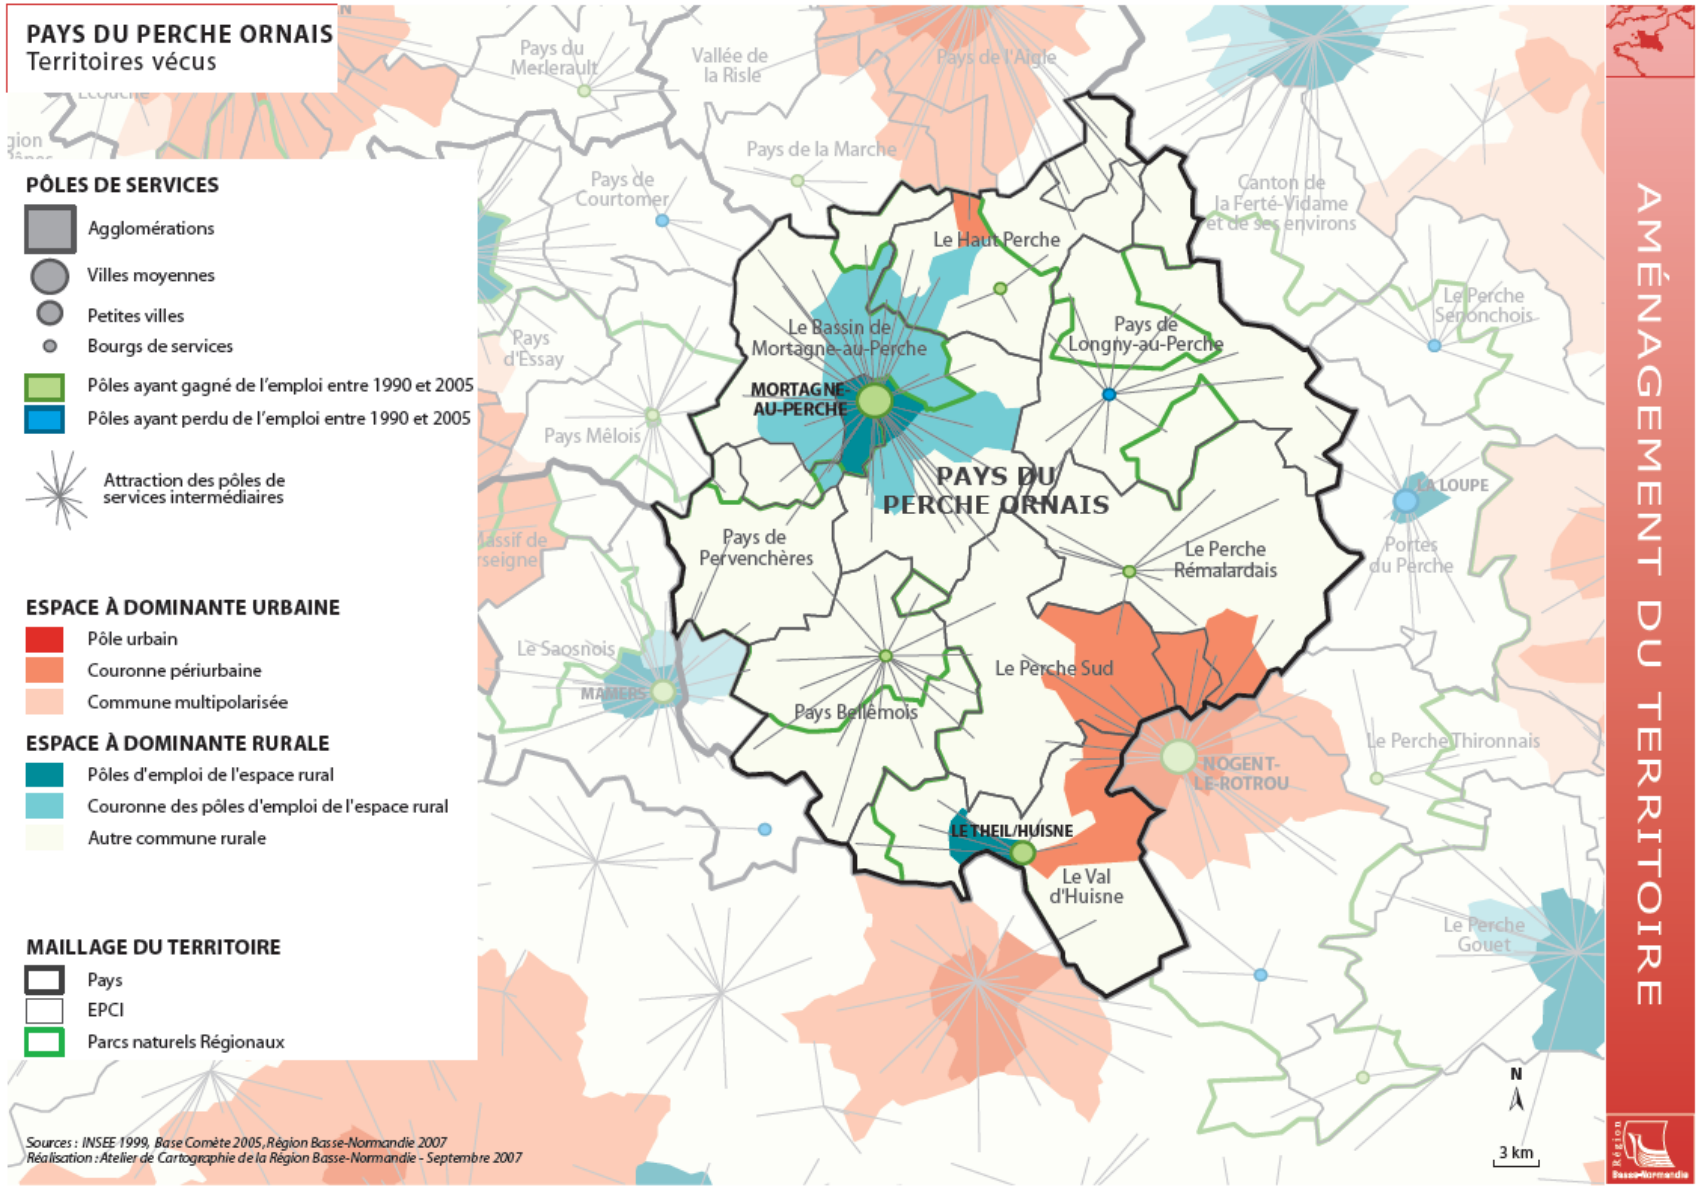 PAYS DU PERCHE ORNAIS
Territoires vécus
PÔLES DE SERVICES
Agglomérations
Villes moyennes
Petites villes
Bourgs de services
Pôles ayant gagné de l'emploi entre 1990 et 2005
Pôles ayant perdu de l'emploi entre 1990 et 2005
Attraction des pôles de
services intermédiaires
ESPACE À DOMINANTE URBAINE
Pôle urbain
Couronne périurbaine
Commune multipolarisée
ESPACE À DOMINANTE RURALE
Pôles d'emploi de l'espace rural
Couronne des pôles d'emploi de l'espace rural
Autre commune rurale
MAILLAGE DU TERRITOIRE
Pays
EPCI
Parcs naturels Régionaux
Sources : INSEE 1999, Base Comète 2005, Région Basse-Normandie 2007
Réalisation : Atelier de Cartographie de la Région Basse-Normandie - Septembre 2007
Écouché
Pays du
Merlerault
Vallée de
la Risle
Pays de l'Aigle
Pays de la Marche
Pays de
Courtomer
Canton de
la Ferté-Vidame
et de ses environs
Le Haut Perche
Le Perche
Senonchois
Pays
d'Essay
Le Bassin de
Mortagne-au-Perche
Pays de
Longny-au-Perche
MORTAGNE-
AU-PERCHE
Pays Mêlois
PAYS DU
PERCHE ORNAIS
LA LOUPE
Massif de
Pays de
Pervenchères
Le Perche
Rémalardais
Portes
du Perche
Le Saosnois
MAMERS
Le Perche Sud
Pays Bellêmois
Le Perche Thironnais
NOGENT-
LE-ROTROU
LE THEIL/HUISNE
Le Val
d'Huisne
Le Perche
Gouet
N
3 km
AMÉNAGEMENT DU TERRITOIRE
Région
Basse-Normandie